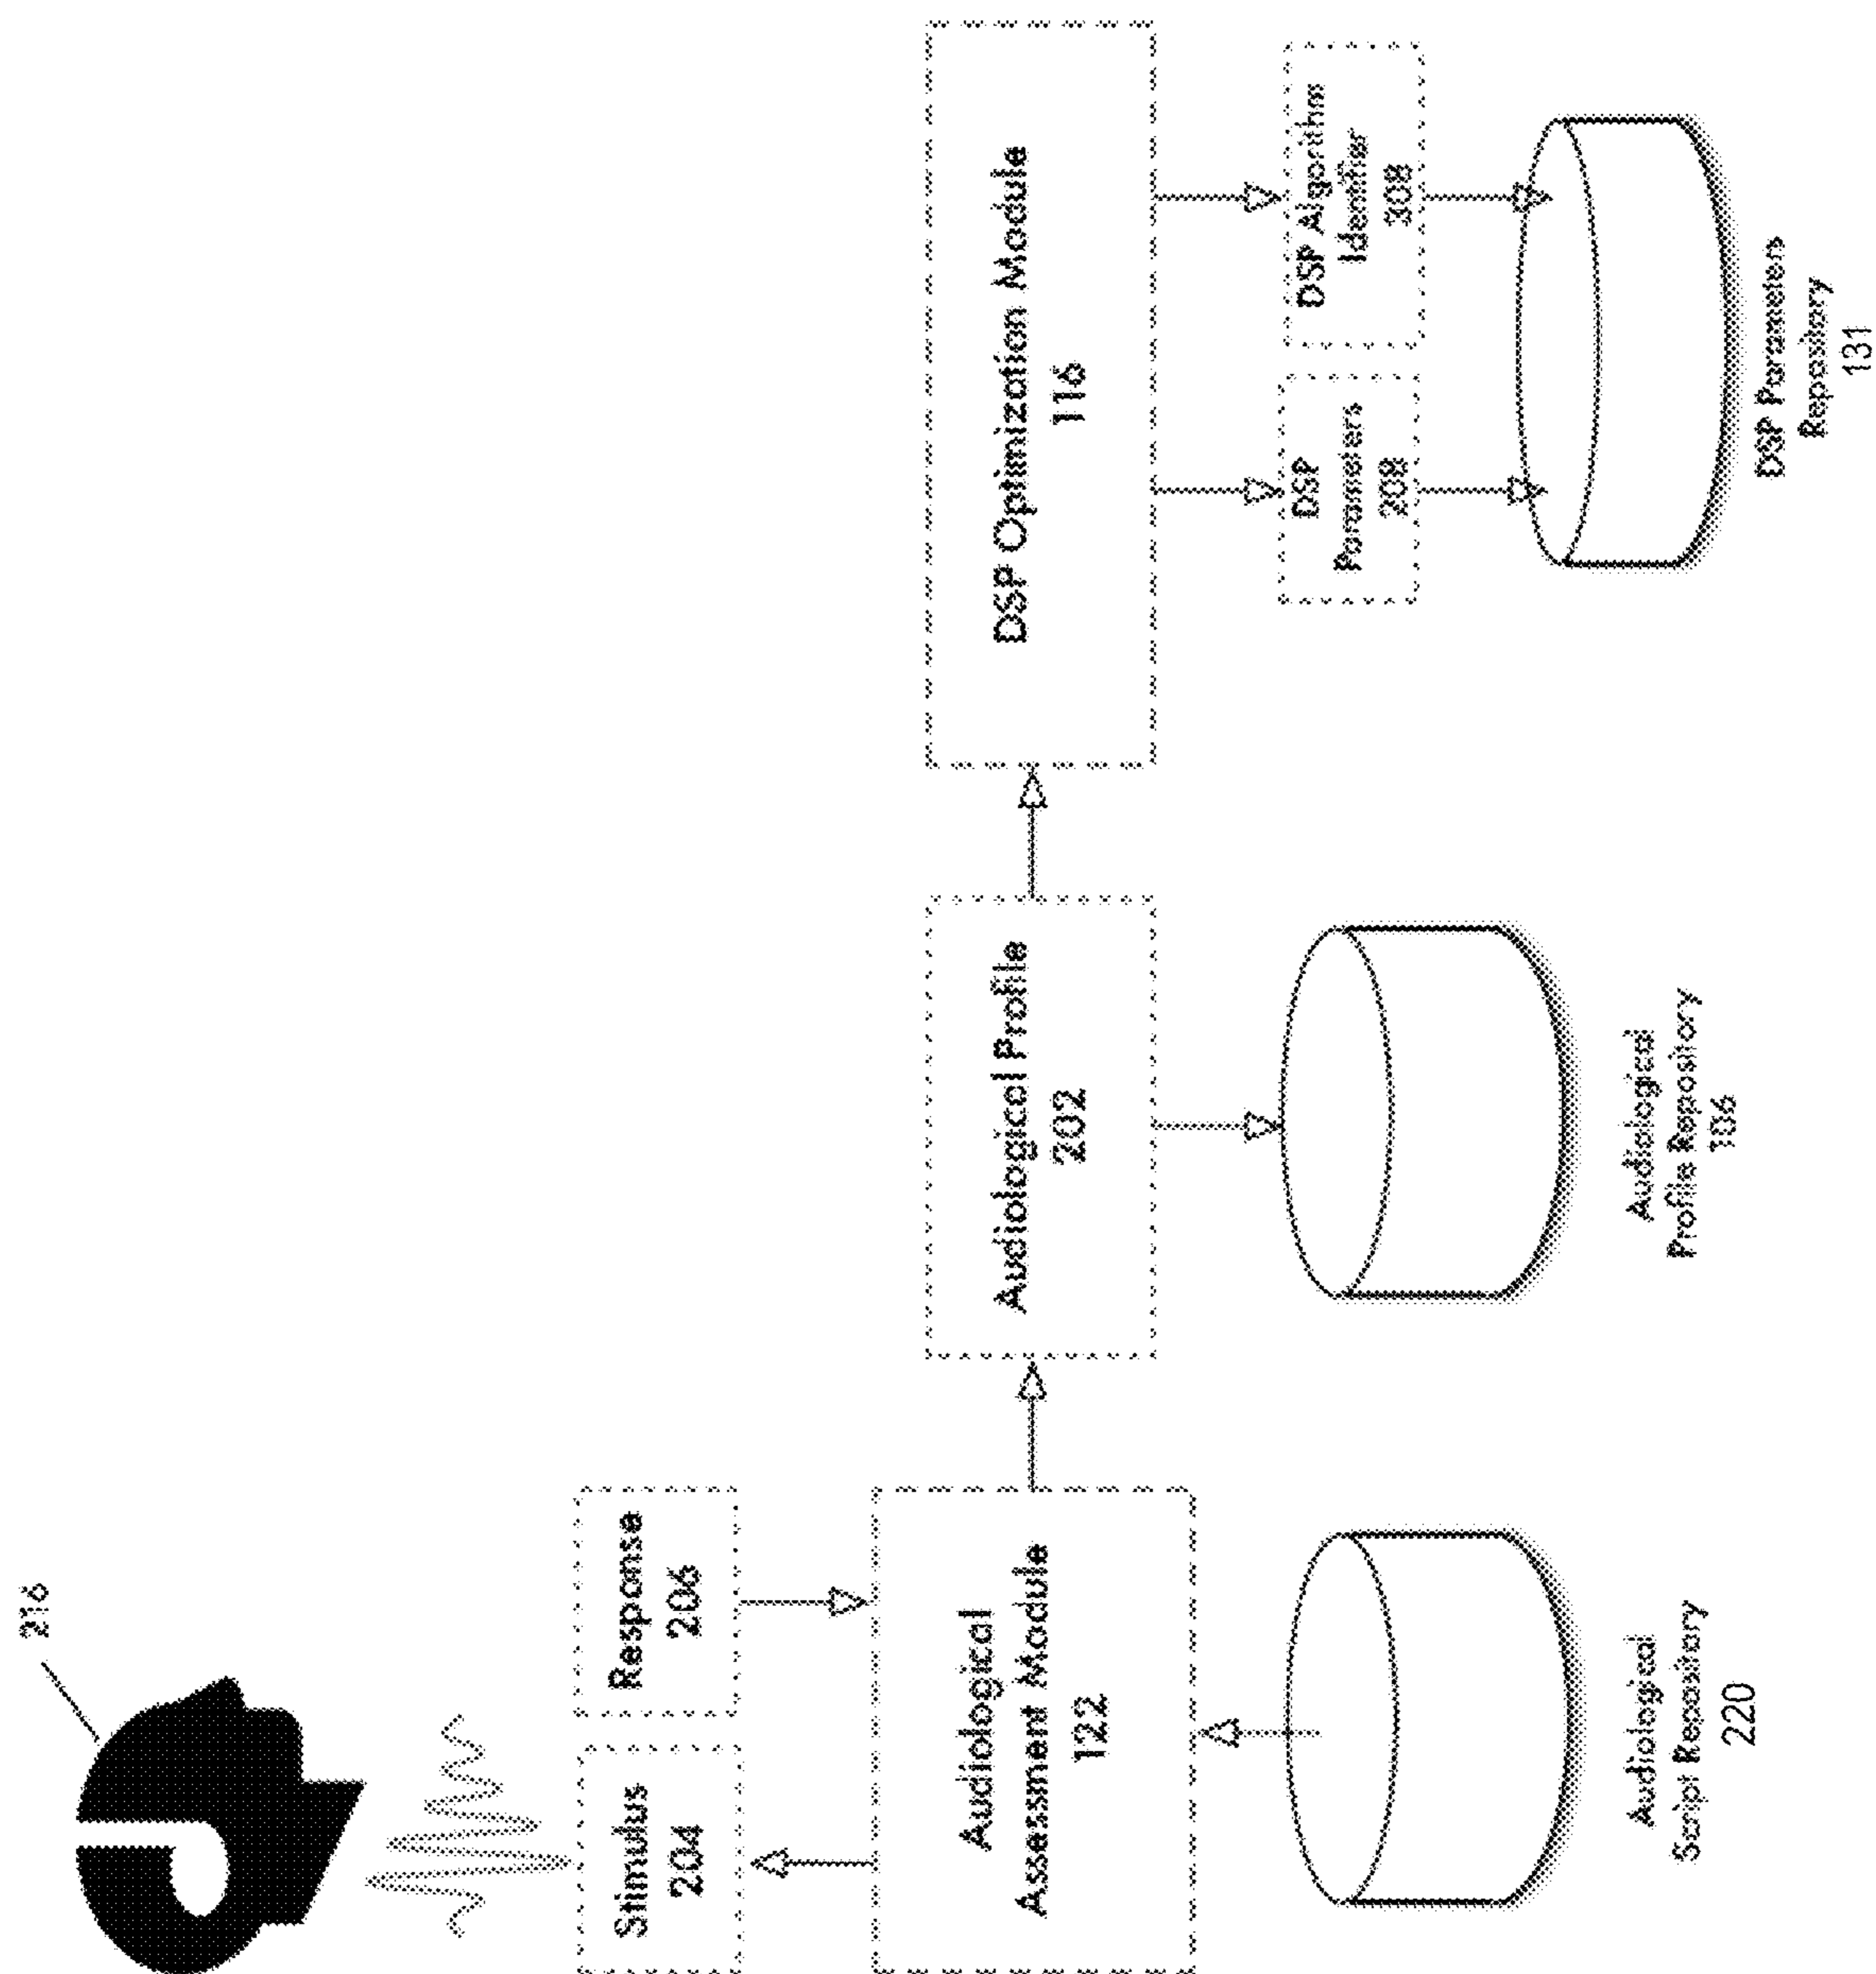 216
Stimulus
204
Response
206
Audiological
Assessment Module
122
Audiological
Script Repository
220
Audiological Profile
202
Audiological
Profile Repository
106
DSP Optimization Module
116
DSP
Parameters
208
DSP Algorithm
Identifier
308
DSP Parameters
Repository
131